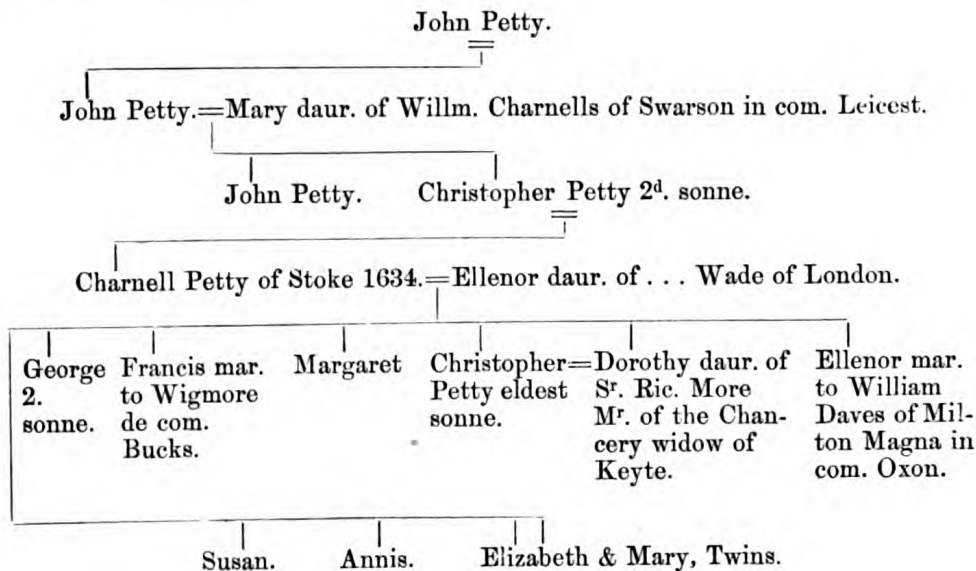 John Petty.
John Petty.=Mary daur. of Willm. Charnells of Swarson in com. Leicest.
John Petty. Christopher Petty 2d. sonne.
Charnell Petty of Stoke 1634.=Ellenor daur. of . . . Wade of London.
George
2.
sonne.
Francis mar.
to Wigmore
de com.
Bucks.
Margaret
Christopher=
Petty eldest
sonne.
Dorothy daur. of
Sr. Ric. More
Mr. of the Chan-
cery widow of
Keyte.
Ellenor mar.
to William
Daves of Mil-
ton Magna in
com. Oxon.
Susan. Annis. Elizabeth & Mary, Twins.